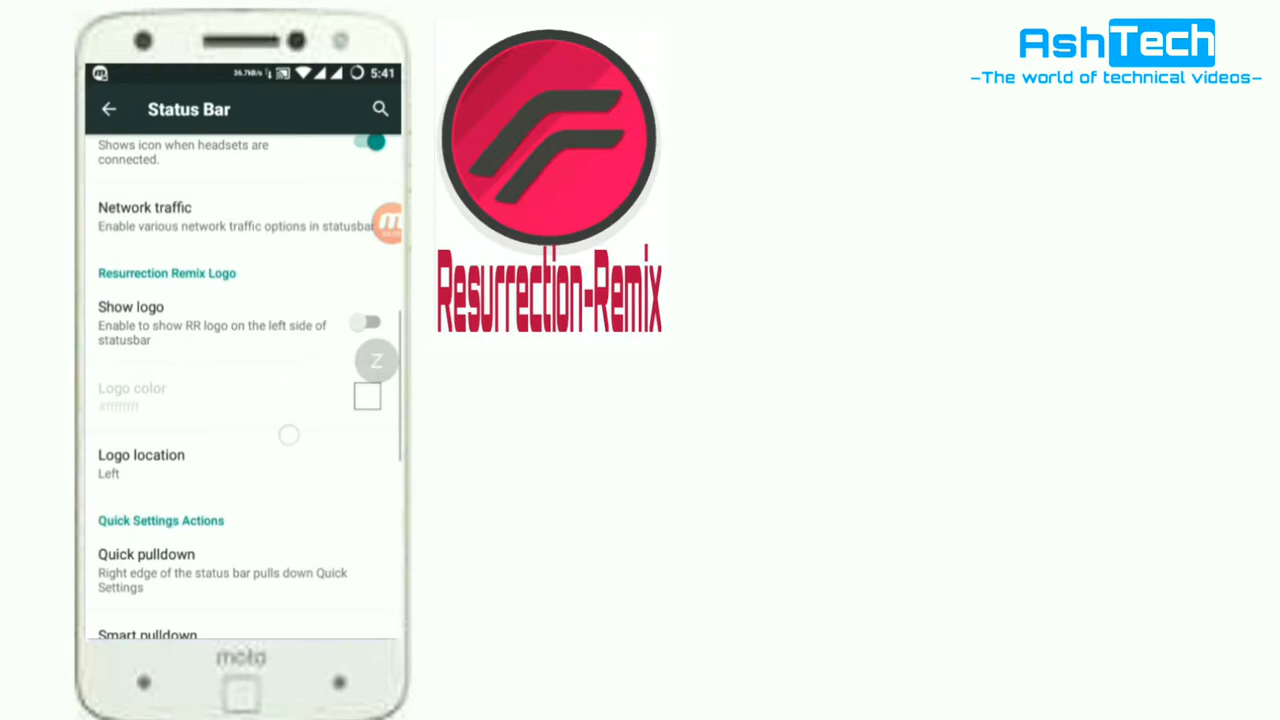 36.7kB/s 5:41
Status Bar
Shows icon when headsets are
connected.
Network traffic
Enable various network traffic options in statusbar
Resurrection Remix Logo
Show logo
Enable to show RR logo on the left side of
statusbar
Z
Logo color
#ffffffff
Logo location
Left
Quick Settings Actions
Quick pulldown
Right edge of the status bar pulls down Quick
Settings
Smart pulldown
moto
Resurrection-Remix
AshTech
–The world of technical videos–